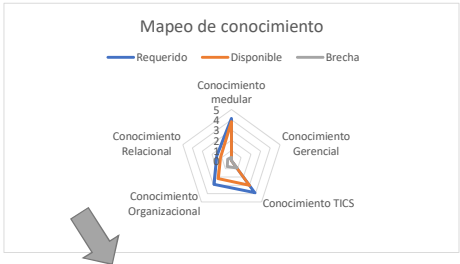 Mapeo de conocimiento
Requerido Disponible Brecha
Conocimiento
medular
5
4
3
2
1
0
Conocimiento
Gerencial
Conocimiento TICS
Conocimiento
Organizacional
Conocimiento
Relacional